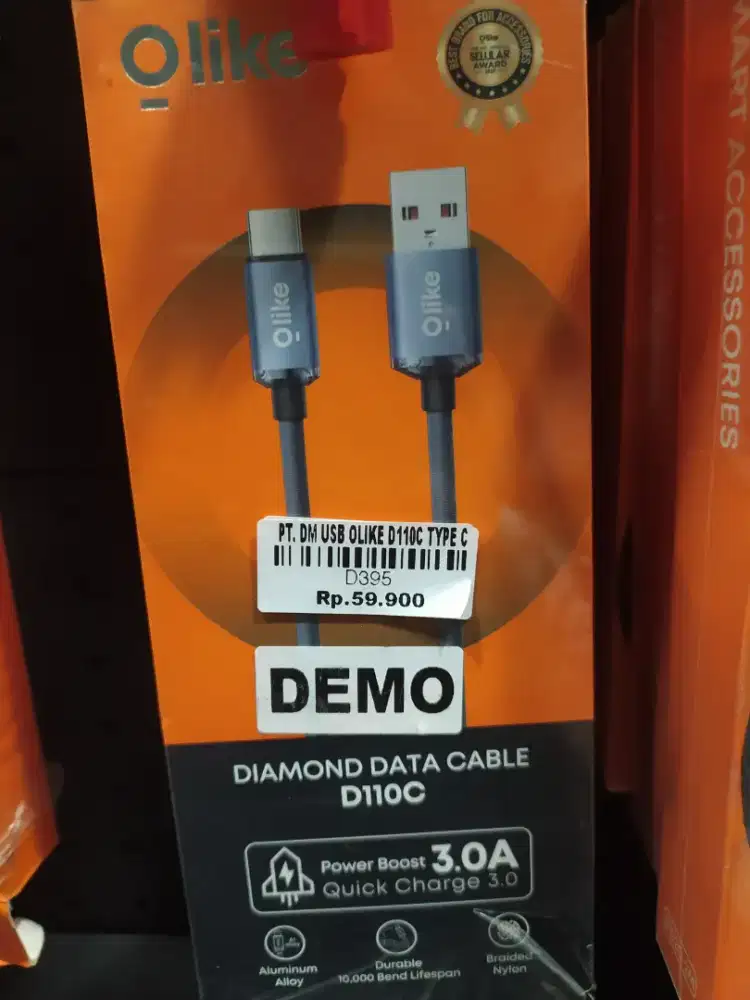 Olike
BEST BRAND FOR ACCESSORIES
SELULAR
AWARD
Olike
Olike
PT. DM USB OLIKE D110C TYPE C
D395
Rp.59.900
DEMO
DIAMOND DATA CABLE
D110C
Power Boost 3.0A
Quick Charge 3.0
Aluminum
Alloy
Durable
10,000 Bend Lifespan
Braided
Nylon
MART ACCESSORIES